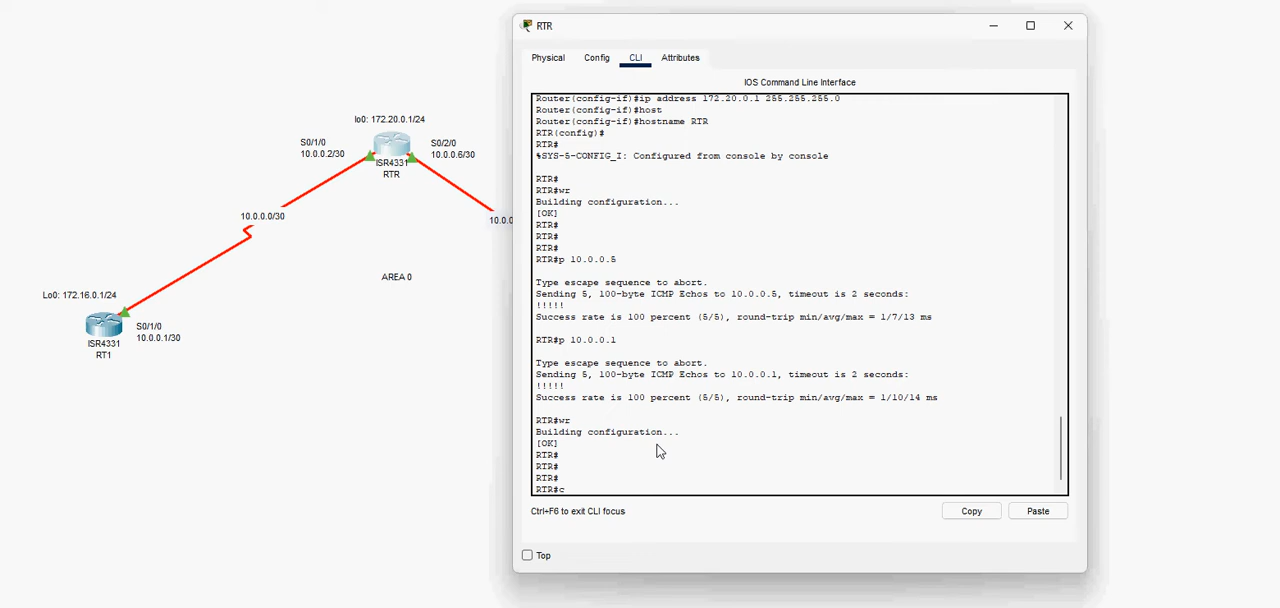 RTR
Physical
Config
CLI
Attributes
IOS Command Line Interface
Router(config-if)#ip address 172.20.0.1 255.255.255.0
Router(config-if)#host
Router(config-if)#hostname RTR
RTR(config)#
RTR#
%SYS-5-CONFIG_I: Configured from console by console
RTR#
RTR#wr
Building configuration...
[OK]
RTR#
RTR#
RTR#
RTR#p 10.0.0.5
Type escape sequence to abort.
Sending 5, 100-byte ICMP Echos to 10.0.0.5, timeout is 2 seconds:
!!!!!
Success rate is 100 percent (5/5), round-trip min/avg/max = 1/7/13 ms
RTR#p 10.0.0.1
Type escape sequence to abort.
Sending 5, 100-byte ICMP Echos to 10.0.0.1, timeout is 2 seconds:
!!!!!
Success rate is 100 percent (5/5), round-trip min/avg/max = 1/10/14 ms
RTR#wr
Building configuration...
[OK]
RTR#
RTR#
RTR#
RTR#c
Ctrl+F6 to exit CLI focus
Copy
Paste
Top
lo0: 172.20.0.1/24
S0/1/0
10.0.0.2/30
S0/2/0
10.0.0.6/30
ISR4331
RTR
10.0.0.0/30
10.0.0
AREA 0
Lo0: 172.16.0.1/24
S0/1/0
10.0.0.1/30
ISR4331
RT1